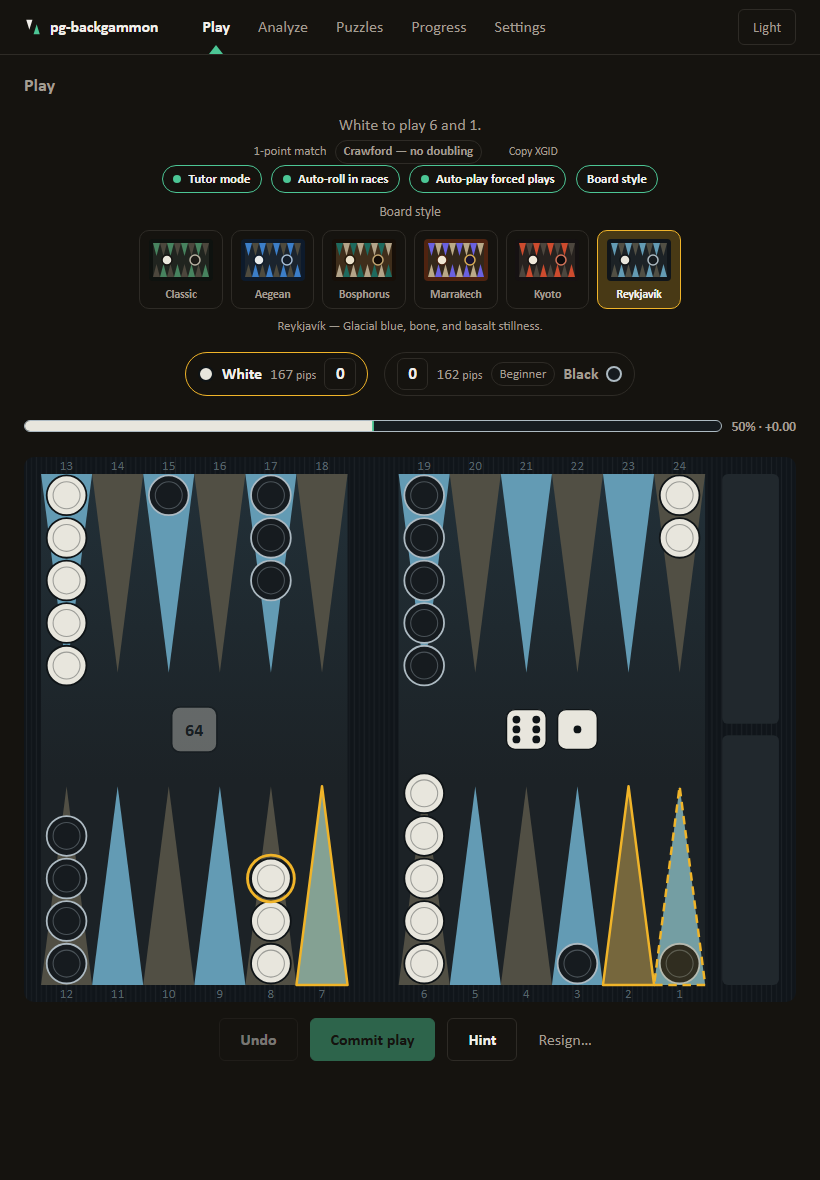 pg-backgammon Play Analyze Puzzles Progress Settings Light
Play
White to play 6 and 1.
1-point match Crawford — no doubling Copy XGID
Tutor mode Auto-roll in races Auto-play forced plays Board style
Board style
Classic Aegean Bosphorus Marrakech Kyoto Reykjavík
Reykjavík — Glacial blue, bone, and basalt stillness.
White 167 pips 0 0 162 pips Beginner Black
50% · +0.00
13 14 15 16 17 18 19 20 21 22 23 24
64
12 11 10 9 8 7 6 5 4 3 2 1
Undo Commit play Hint Resign...